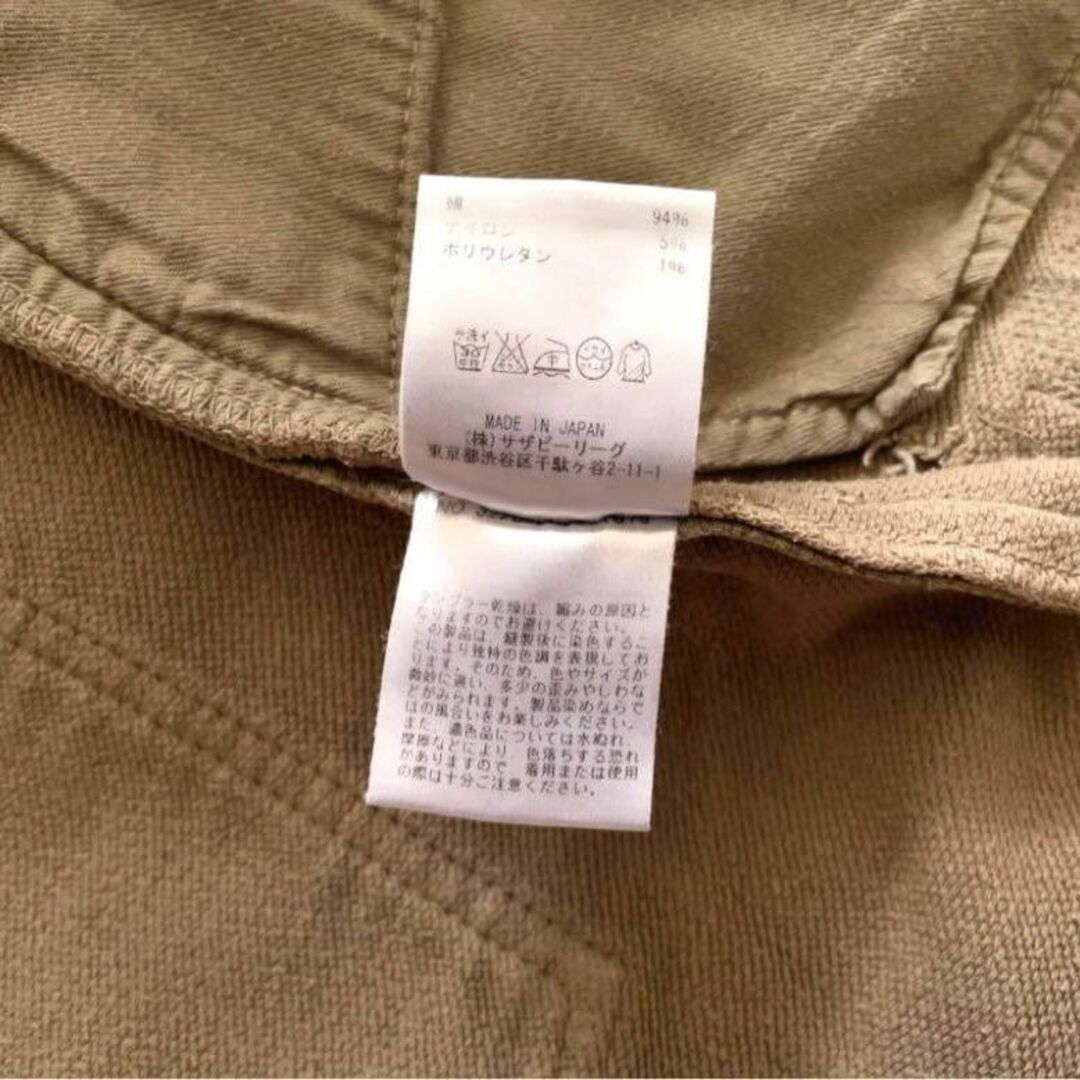 綿 94%
ナイロン 5%
ポリウレタン 1%
MADE IN JAPAN
(株)サザビーリーグ
東京都渋谷区千駄ヶ谷2-11-1
NO
タンブラー乾燥は、縮みの原因と
なりますのでお避けください。
この製品は、縫製後に染色するこ
とにより独特の色調を表現してお
ります。そのため、色やサイズが
微妙に違い、多少の歪みやしわな
どがみられます。製品染めならで
はの風合いをお楽しみください。
また 濃色品については水ぬれ、
摩擦などにより 色落ちする恐れ
がありますので 着用または使用
の際は十分ご注意ください。